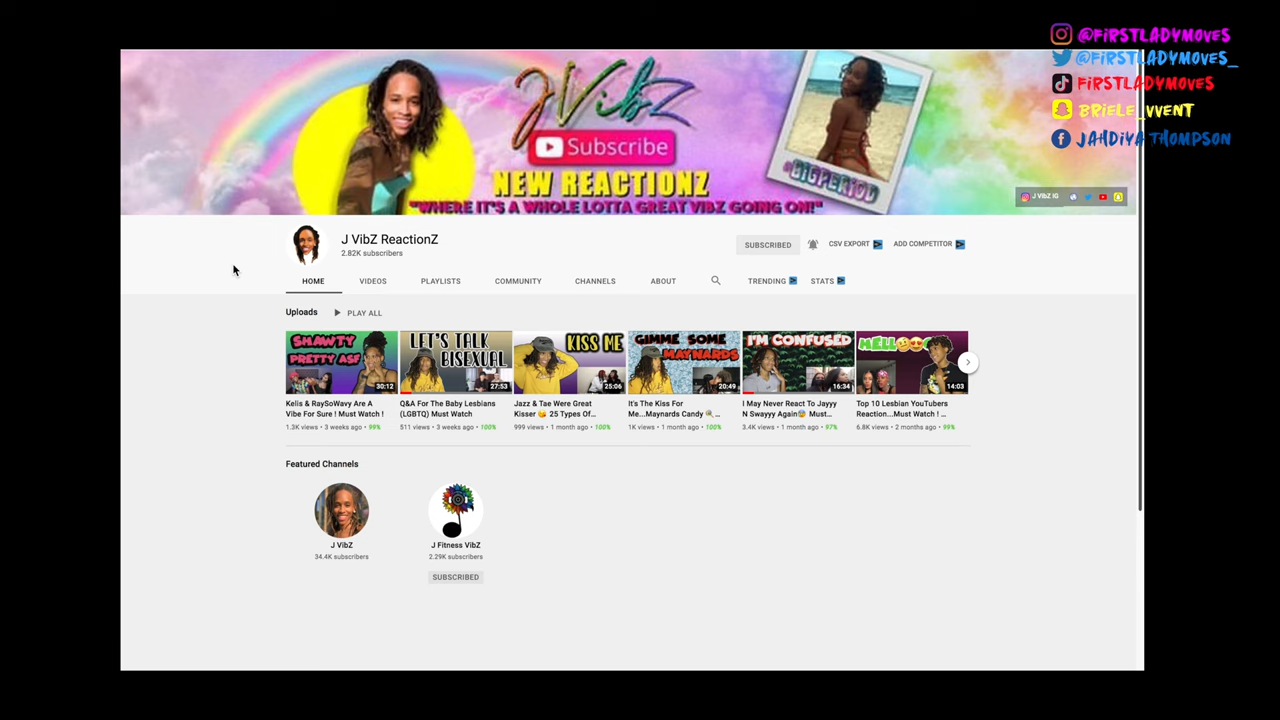 @FIRSTLADYMOVES
@FIRSTLADYMOVES_
FIRSTLADYMOVES
BRIELE_VVENT
JAHDIYA THOMPSON
JVibZ
Subscribe
NEW REACTIONZ
"WHERE IT'S A WHOLE LOTTA GREAT VIBZ GOING ON!"
@BIGPERIOD
J VibZ IG
J VibZ ReactionZ
2.82K subscribers
SUBSCRIBED
CSV EXPORT
ADD COMPETITOR
HOME VIDEOS PLAYLISTS COMMUNITY CHANNELS ABOUT TRENDING STATS
Uploads PLAY ALL
SHAWTY
PRETTY ASF
30:12
LET'S TALK
BISEXUAL
27:53
KISS ME
25:06
GIMME SOME
MAYNARDS
20:49
I'M CONFUSED
16:34
HELLO
14:03
Kelis & RaySoWavy Are A
Vibe For Sure ! Must Watch !
1.3K views • 3 weeks ago • 99%
Q&A For The Baby Lesbians
(LGBTQ) Must Watch
511 views • 3 weeks ago • 100%
Jazz & Tae Were Great
Kisser 😘 25 Types Of...
999 views • 1 month ago • 100%
It's The Kiss For
Me...Maynards Candy 🍭...
1K views • 1 month ago • 100%
I May Never React To Jayyy
N Swayyy Again😰 Must...
3.4K views • 1 month ago • 97%
Top 10 Lesbian YouTubers
Reaction...Must Watch ! ...
6.8K views • 2 months ago • 99%
Featured Channels
J VibZ
34.4K subscribers
J Fitness VibZ
2.29K subscribers
SUBSCRIBED